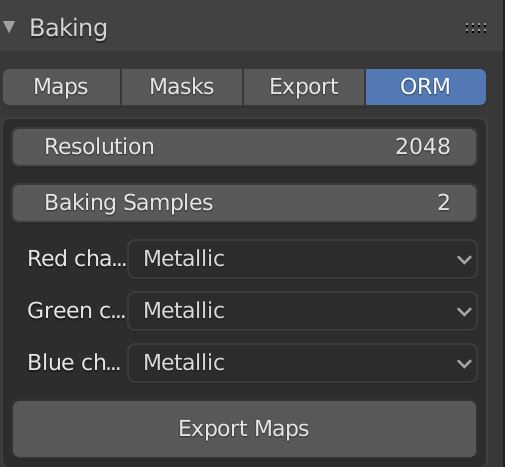 Baking
Maps Masks Export ORM
Resolution 2048
Baking Samples 2
Red cha... Metallic
Green c... Metallic
Blue ch... Metallic
Export Maps